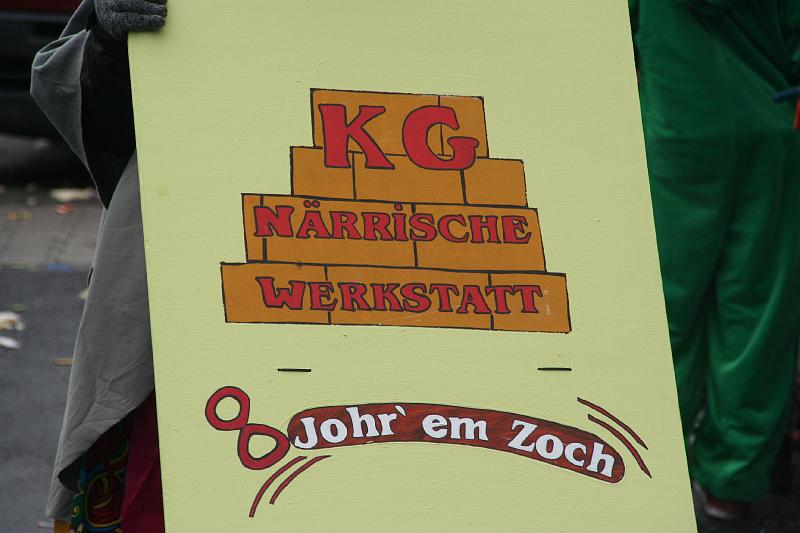 KG
NÄRRISCHE
WERKSTATT
8 Johr` em Zoch